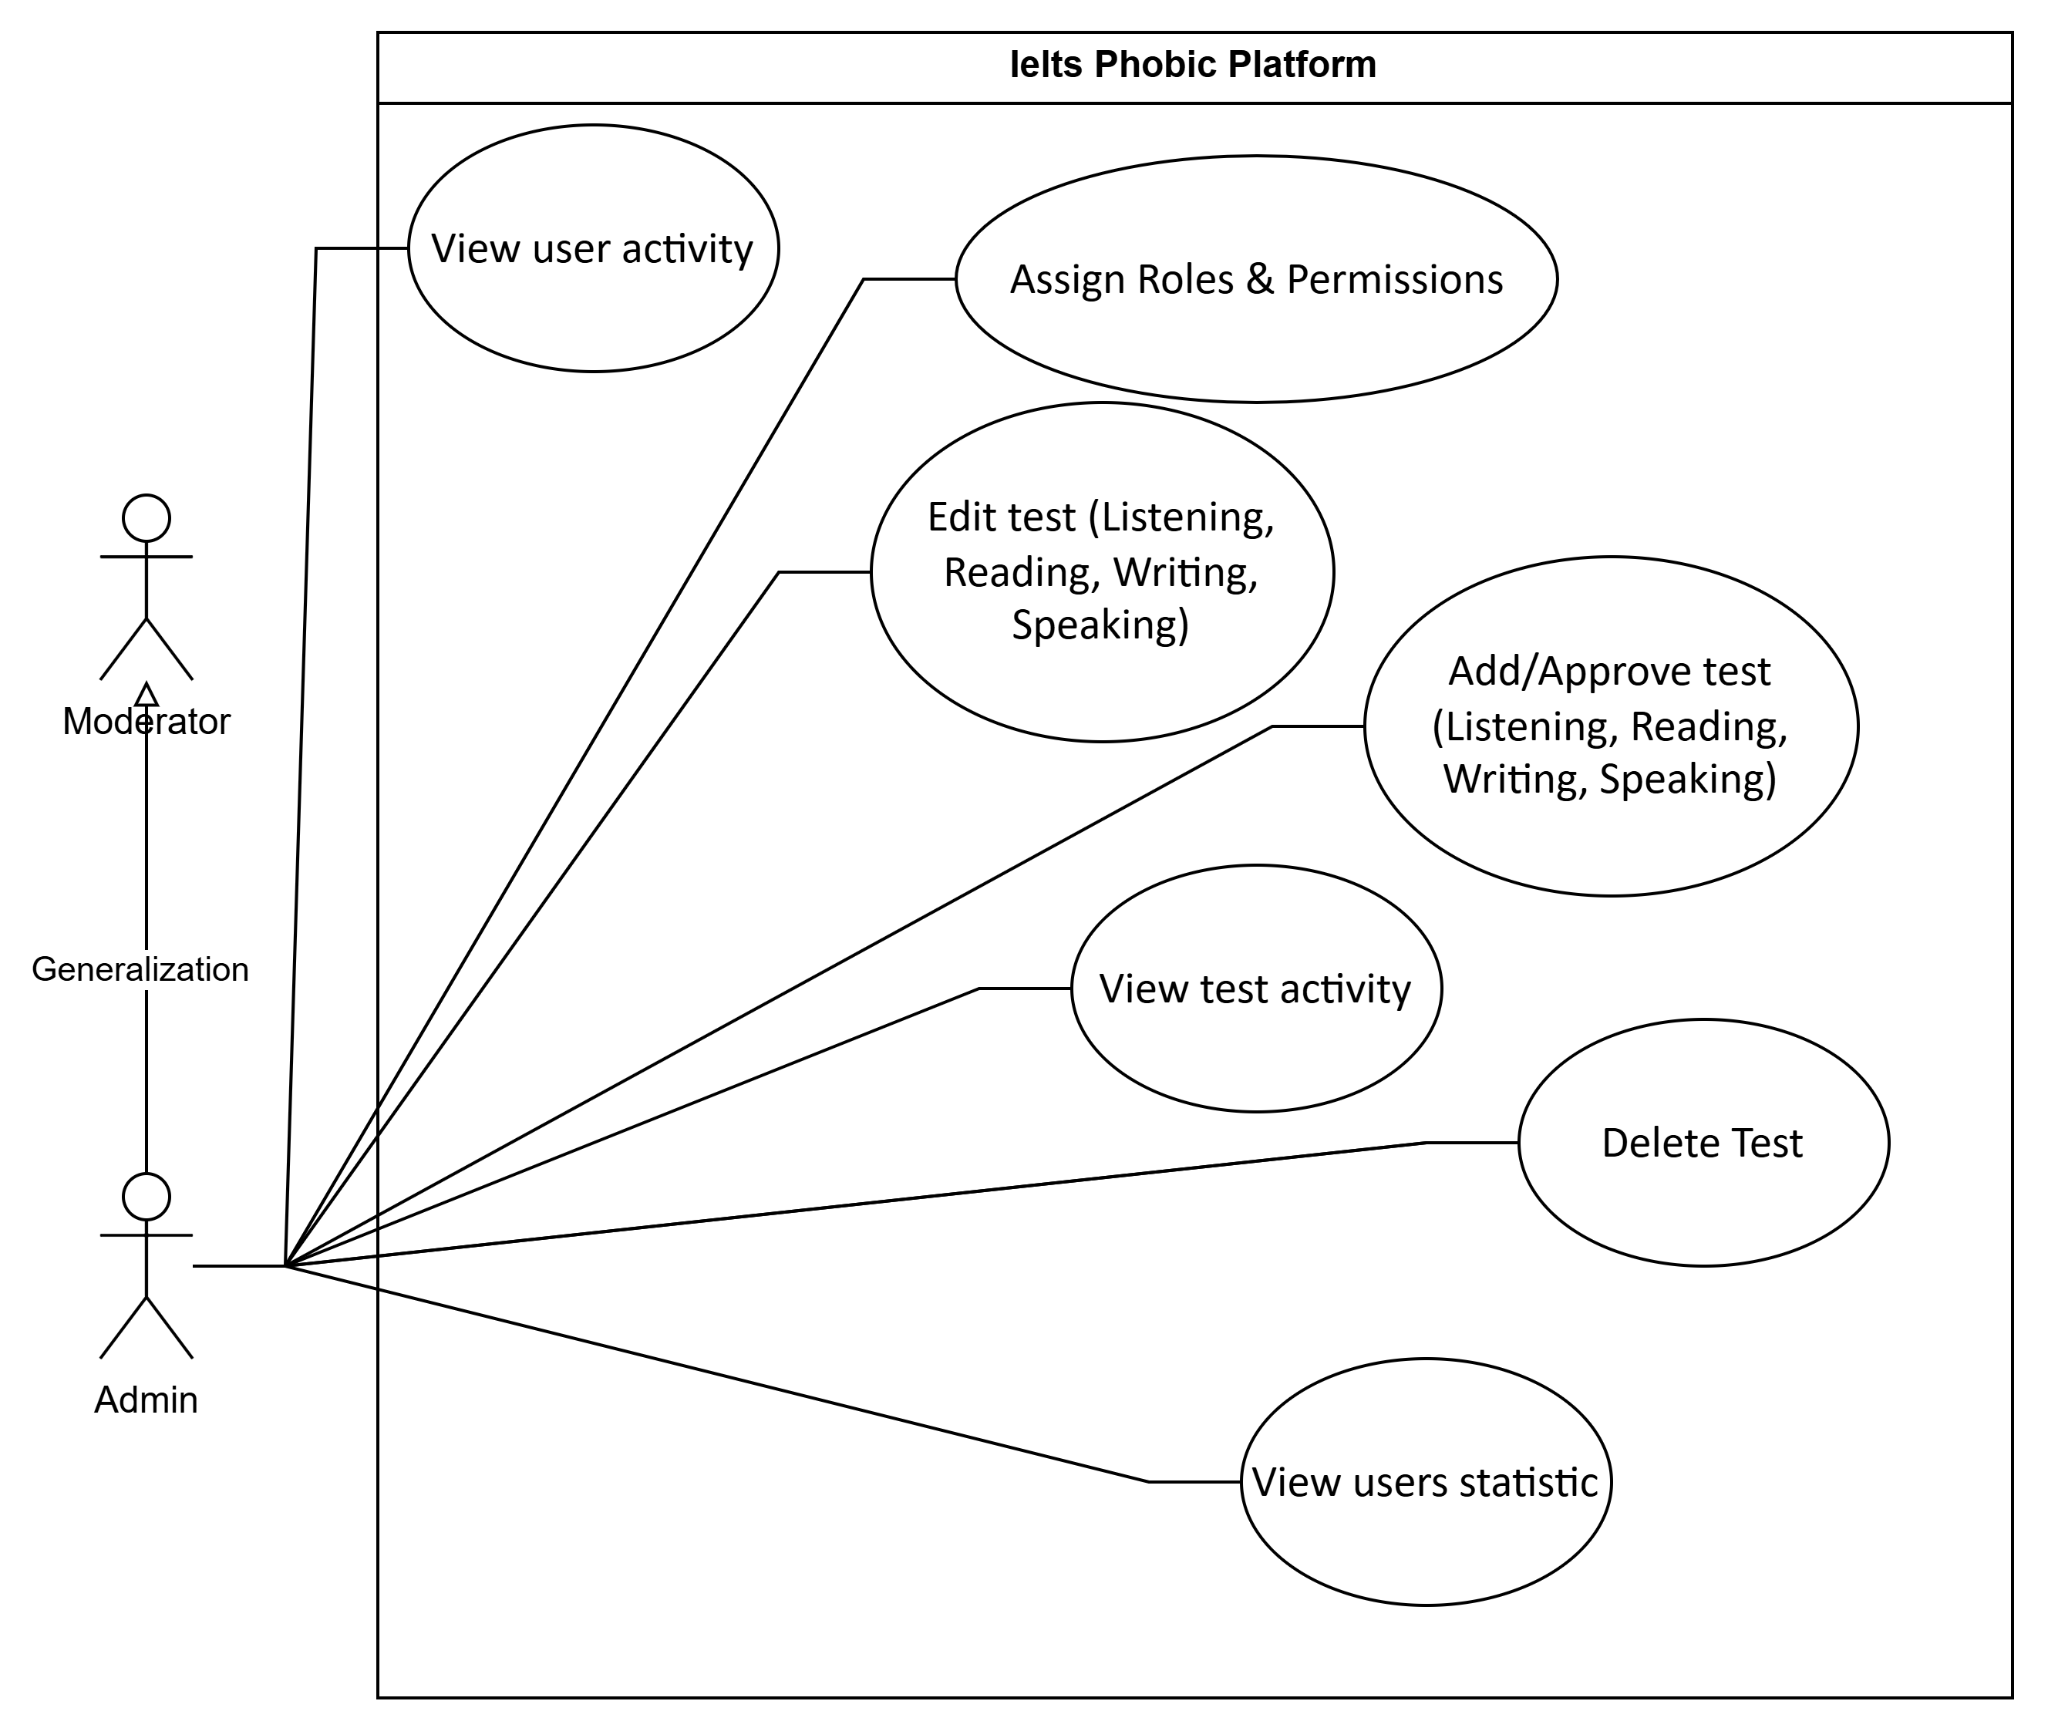 Ielts Phobic Platform
View user activity
Assign Roles & Permissions
Edit test (Listening,
Reading, Writing,
Speaking)
Add/Approve test
(Listening, Reading,
Writing, Speaking)
Moderator
Generalization
View test activity
Delete Test
Admin
View users statistic